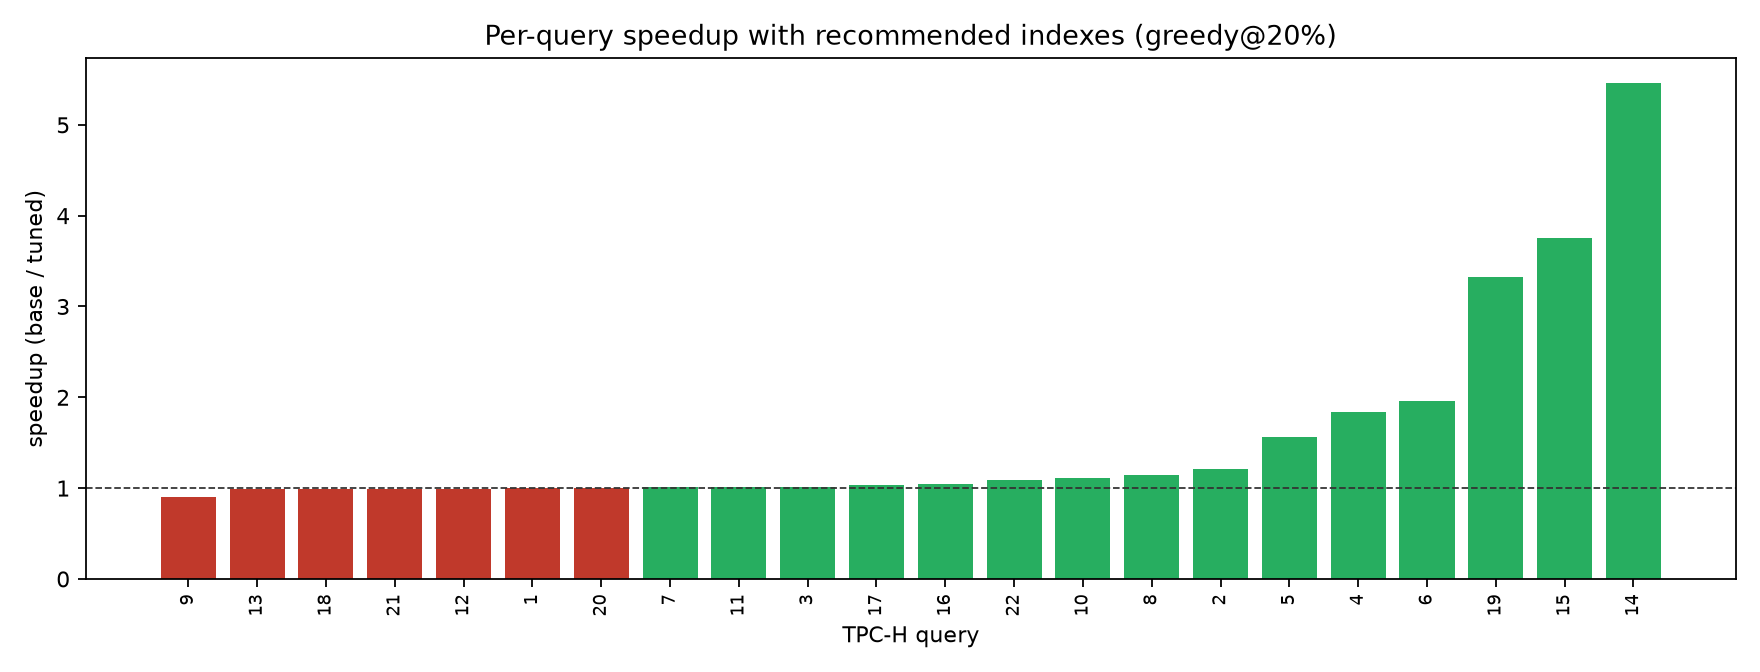 Per-query speedup with recommended indexes (greedy@20%)
speedup (base / tuned)
5
4
3
2
1
0
9 13 18 21 12 1 20 7 11 3 17 16 22 10 8 2 5 4 6 19 15 14
TPC-H query